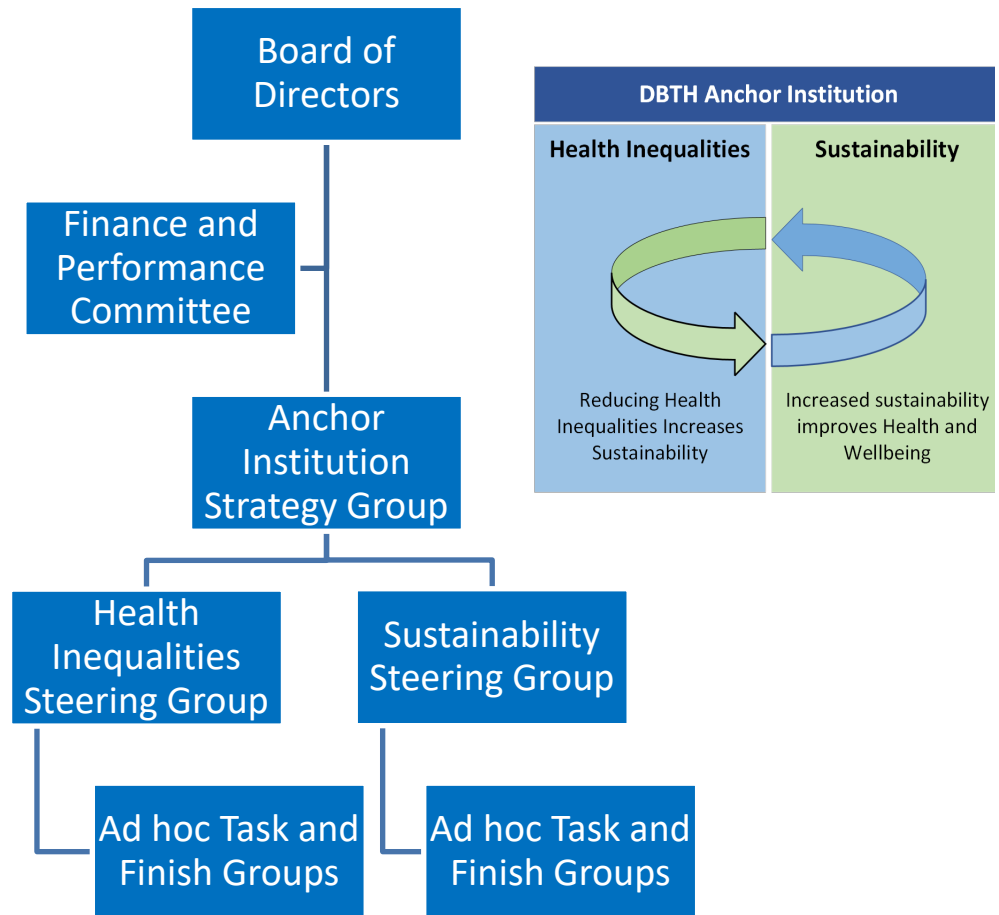 Board of
Directors
Finance and
Performance
Committee
Anchor
Institution
Strategy Group
Health
Inequalities
Steering Group
Sustainability
Steering Group
Ad hoc Task and
Finish Groups
Ad hoc Task and
Finish Groups
DBTH Anchor Institution
Health Inequalities
Sustainability
Reducing Health
Inequalities Increases
Sustainability
Increased sustainability
improves Health and
Wellbeing